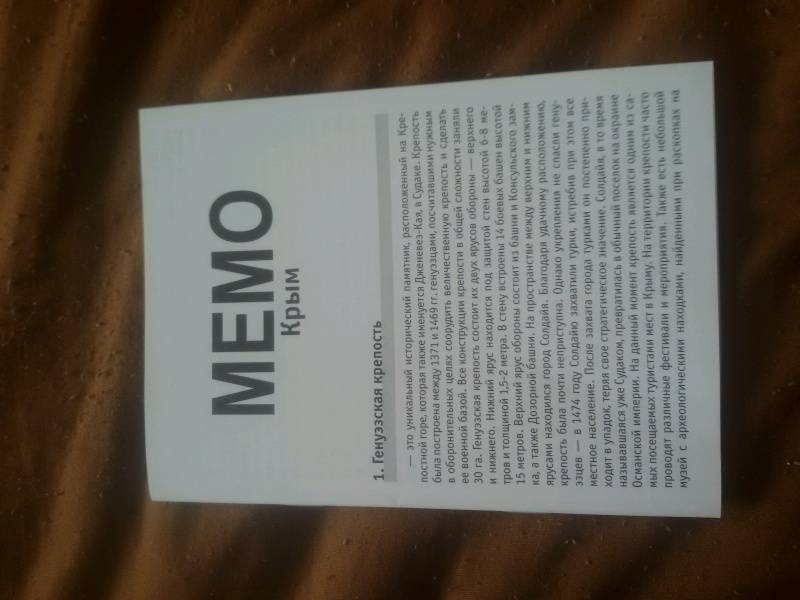 МЕМО
Крым
1. Генуэзская крепость
— это уникальный исторический памятник, расположенный на Кре-
постной горе, которая также именуется Дженевез-Кая, в Судаке. Крепость
была построена между 1371 и 1469 гг. генуэзцами, посчитавшими нужным
в оборонительных целях соорудить величественную крепость и сделать
ее военной базой. Все конструкции крепости в общей сложности заняли
30 га. Генуэзская крепость состоит их двух ярусов обороны — верхнего
и нижнего. Нижний ярус находится под защитой стен высотой 6-8 ме-
тров и толщиной 1,5-2 метра. В стену встроены 14 боевых башен высотой
15 метров. Верхний ярус обороны состоит из башни и Консульского зам-
ка, а также Дозорной башни. На пространстве между верхним и нижним
ярусами находился город Солдайя. Благодаря удачному расположению,
крепость была почти неприступна. Однако укрепления не спасли гену-
эзцев — в 1474 году Солдайю захватили турки, истребив при этом все
местное население. После захвата города турками он постепенно при-
ходит в упадок, теряя свое стратегическое значение. Солдайя, в то время
называвшаяся уже Судаком, превратилась в обычный поселок на окраине
Османской империи. На данный момент крепость является одним из са-
мых посещаемых туристами мест в Крыму. На территории крепости часто
проводят различные фестивали и мероприятия. Также есть небольшой
музей с археологическими находками, найденными при раскопках на